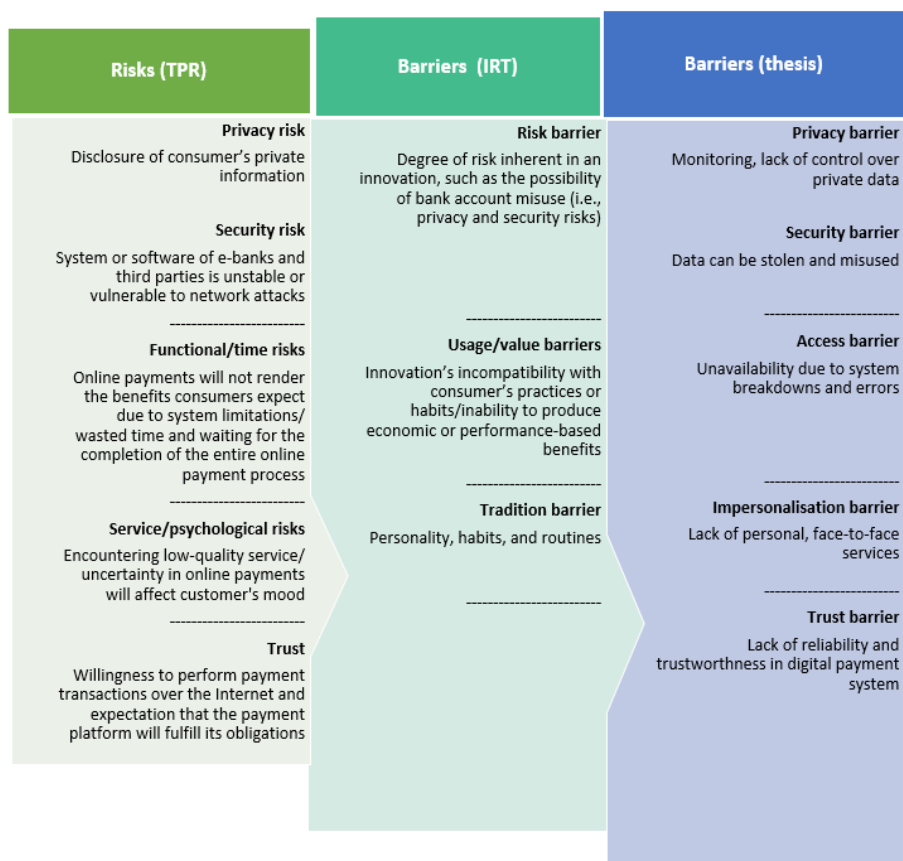 Risks (TPR)
Privacy risk
Disclosure of consumer's private
information
Security risk
System or software of e-banks and
third parties is unstable or
vulnerable to network attacks
-------------------------
Functional/time risks
Online payments will not render
the benefits consumers expect
due to system limitations/
wasted time and waiting for the
completion of the entire online
payment process
-------------------------
Service/psychological risks
Encountering low-quality service/
uncertainty in online payments
will affect customer's mood
-------------------------
Trust
Willingness to perform payment
transactions over the Internet and
expectation that the payment
platform will fulfill its obligations
Barriers (IRT)
Risk barrier
Degree of risk inherent in an
innovation, such as the possibility
of bank account misuse (i.e.,
privacy and security risks)
-------------------------
Usage/value barriers
Innovation's incompatibility with
consumer's practices or
habits/inability to produce
economic or performance-based
benefits
-------------------------
Tradition barrier
Personality, habits, and routines
-------------------------
Barriers (thesis)
Privacy barrier
Monitoring, lack of control over
private data
Security barrier
Data can be stolen and misused
-------------------------
Access barrier
Unavailability due to system
breakdowns and errors
-------------------------
Impersonalisation barrier
Lack of personal, face-to-face
services
-------------------------
Trust barrier
Lack of reliability and
trustworthness in digital payment
system